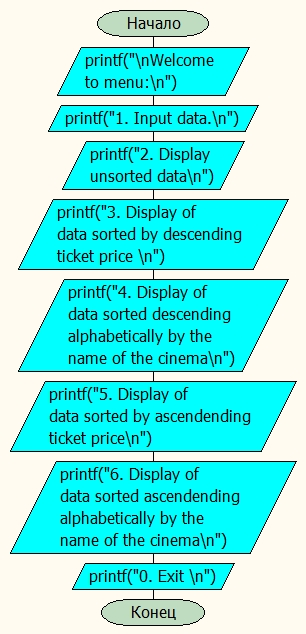 Начало
printf("\nWelcome
to menu:\n")
printf("1. Input data.\n")
printf("2. Display
unsorted data\n")
printf("3. Display of
data sorted by descending
ticket price \n")
printf("4. Display of
data sorted descending
alphabetically by the
name of the cinema\n")
printf("5. Display of
data sorted by ascendending
ticket price\n")
printf("6. Display of
data sorted ascendending
alphabetically by the
name of the cinema\n")
printf("0. Exit \n")
Конец